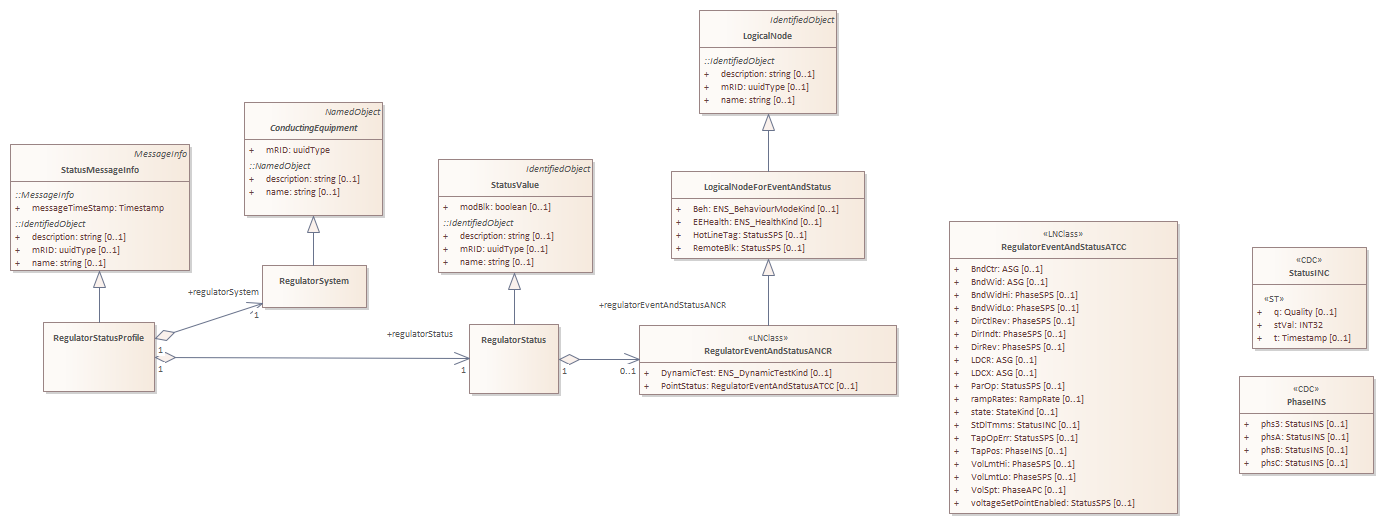 MessageInfo
StatusMessageInfo
::MessageInfo
+ messageTimeStamp: Timestamp
::IdentifiedObject
+ description: string [0..1]
+ mRID: uuidType [0..1]
+ name: string [0..1]
RegulatorStatusProfile
NamedObject
ConductingEquipment
+ mRID: uuidType
::NamedObject
+ description: string [0..1]
+ name: string [0..1]
RegulatorSystem
+regulatorSystem
1
1
+regulatorStatus
1
1
IdentifiedObject
StatusValue
+ modBlk: boolean [0..1]
::IdentifiedObject
+ description: string [0..1]
+ mRID: uuidType [0..1]
+ name: string [0..1]
RegulatorStatus
+regulatorEventAndStatusANCR
1
0..1
IdentifiedObject
LogicalNode
::IdentifiedObject
+ description: string [0..1]
+ mRID: uuidType [0..1]
+ name: string [0..1]
LogicalNodeForEventAndStatus
+ Beh: ENS_BehaviourModeKind [0..1]
+ EEHealth: ENS_HealthKind [0..1]
+ HotLineTag: StatusSPS [0..1]
+ RemoteBlk: StatusSPS [0..1]
«LNClass»
RegulatorEventAndStatusANCR
+ DynamicTest: ENS_DynamicTestKind [0..1]
+ PointStatus: RegulatorEventAndStatusATCC [0..1]
«LNClass»
RegulatorEventAndStatusATCC
+ BndCtr: ASG [0..1]
+ BndWid: ASG [0..1]
+ BndWidHi: PhaseSPS [0..1]
+ BndWidLo: PhaseSPS [0..1]
+ DirCtlRev: PhaseSPS [0..1]
+ DirIndt: PhaseSPS [0..1]
+ DirRev: PhaseSPS [0..1]
+ LDCR: ASG [0..1]
+ LDCX: ASG [0..1]
+ ParOp: StatusSPS [0..1]
+ rampRates: RampRate [0..1]
+ state: StateKind [0..1]
+ StDlTmms: StatusINC [0..1]
+ TapOpErr: StatusSPS [0..1]
+ TapPos: PhaseINS [0..1]
+ VolLmtHi: PhaseSPS [0..1]
+ VolLmtLo: PhaseSPS [0..1]
+ VolSpt: PhaseAPC [0..1]
+ voltageSetPointEnabled: StatusSPS [0..1]
«CDC»
StatusINC
«ST»
+ q: Quality [0..1]
+ stVal: INT32
+ t: Timestamp [0..1]
«CDC»
PhaseINS
+ phs3: StatusINS [0..1]
+ phsA: StatusINS [0..1]
+ phsB: StatusINS [0..1]
+ phsC: StatusINS [0..1]